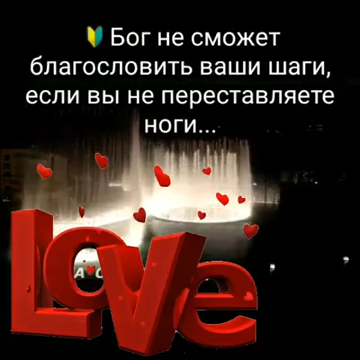 🔰 Бог не сможет
благословить ваши шаги,
если вы не переставляете
ноги...
Love